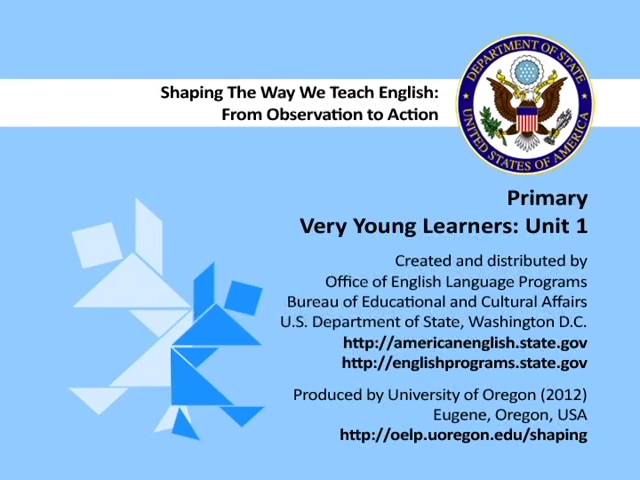 Shaping The Way We Teach English:
From Observation to Action
DEPARTMENT OF STATE
UNITED STATES OF AMERICA
Primary
Very Young Learners: Unit 1
Created and distributed by
Office of English Language Programs
Bureau of Educational and Cultural Affairs
U.S. Department of State, Washington D.C.
http://americanenglish.state.gov
http://englishprograms.state.gov
Produced by University of Oregon (2012)
Eugene, Oregon, USA
http://oelp.uoregon.edu/shaping